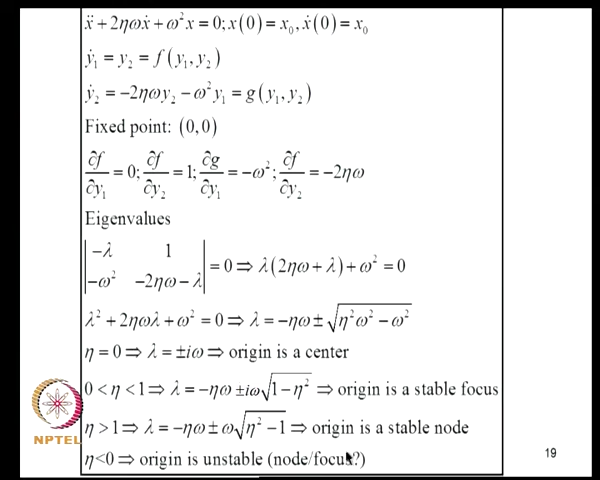 ẍ + 2ηωẋ + ω²x = 0; x(0) = x₀, ẋ(0) = x₀
ẏ₁ = y₂ = f(y₁, y₂)
ẏ₂ = −2ηωy₂ − ω²y₁ = g(y₁, y₂)
Fixed point: (0,0)
∂f/∂y₁ = 0; ∂f/∂y₂ = 1; ∂g/∂y₁ = −ω²; ∂f/∂y₂ = −2ηω
Eigenvalues
|−λ 1; −ω² −2ηω − λ| = 0 ⇒ λ(2ηω + λ) + ω² = 0
λ² + 2ηωλ + ω² = 0 ⇒ λ = −ηω ± √(η²ω² − ω²)
η = 0 ⇒ λ = ±iω ⇒ origin is a center
0 < η < 1 ⇒ λ = −ηω ± iω√(1 − η²) ⇒ origin is a stable focus
η > 1 ⇒ λ = −ηω ± ω√(η² − 1) ⇒ origin is a stable node
η<0 ⇒ origin is unstable (node/focus?)
NPTEL
19